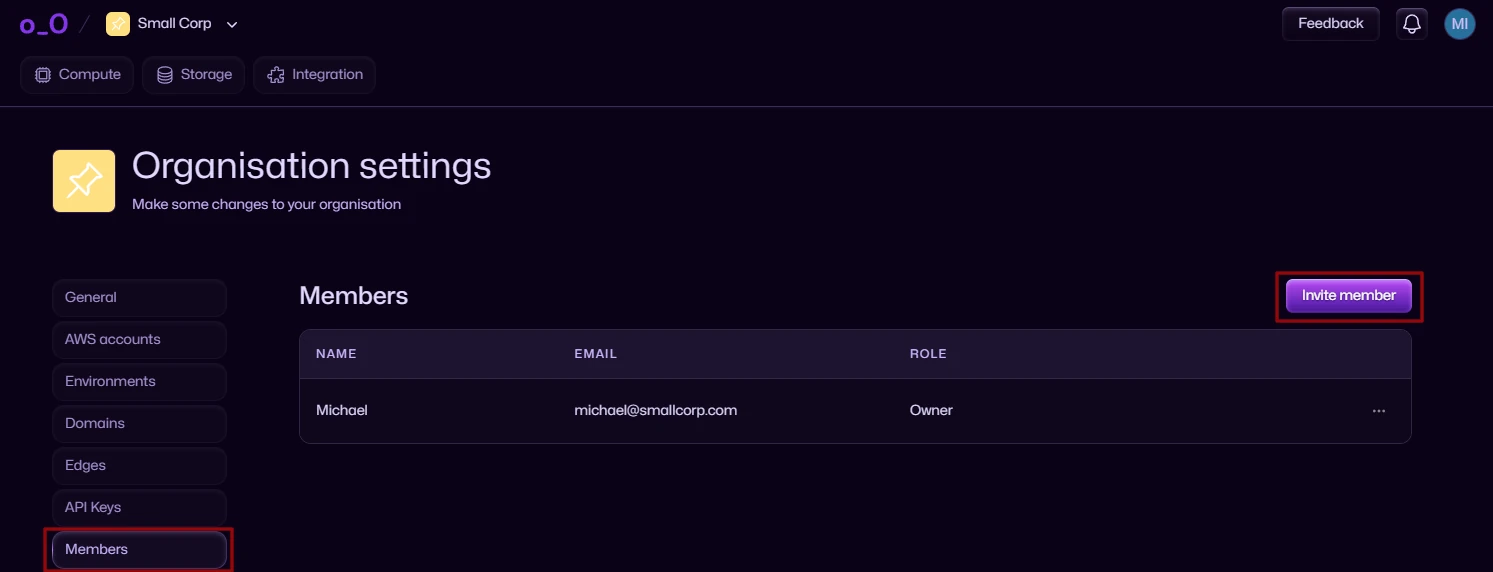 o_O / Small Corp Feedback MI
Compute Storage Integration
Organisation settings
Make some changes to your organisation
General
AWS accounts
Environments
Domains
Edges
API Keys
Members
Members Invite member
NAME EMAIL ROLE
Michael michael@smallcorp.com Owner ...